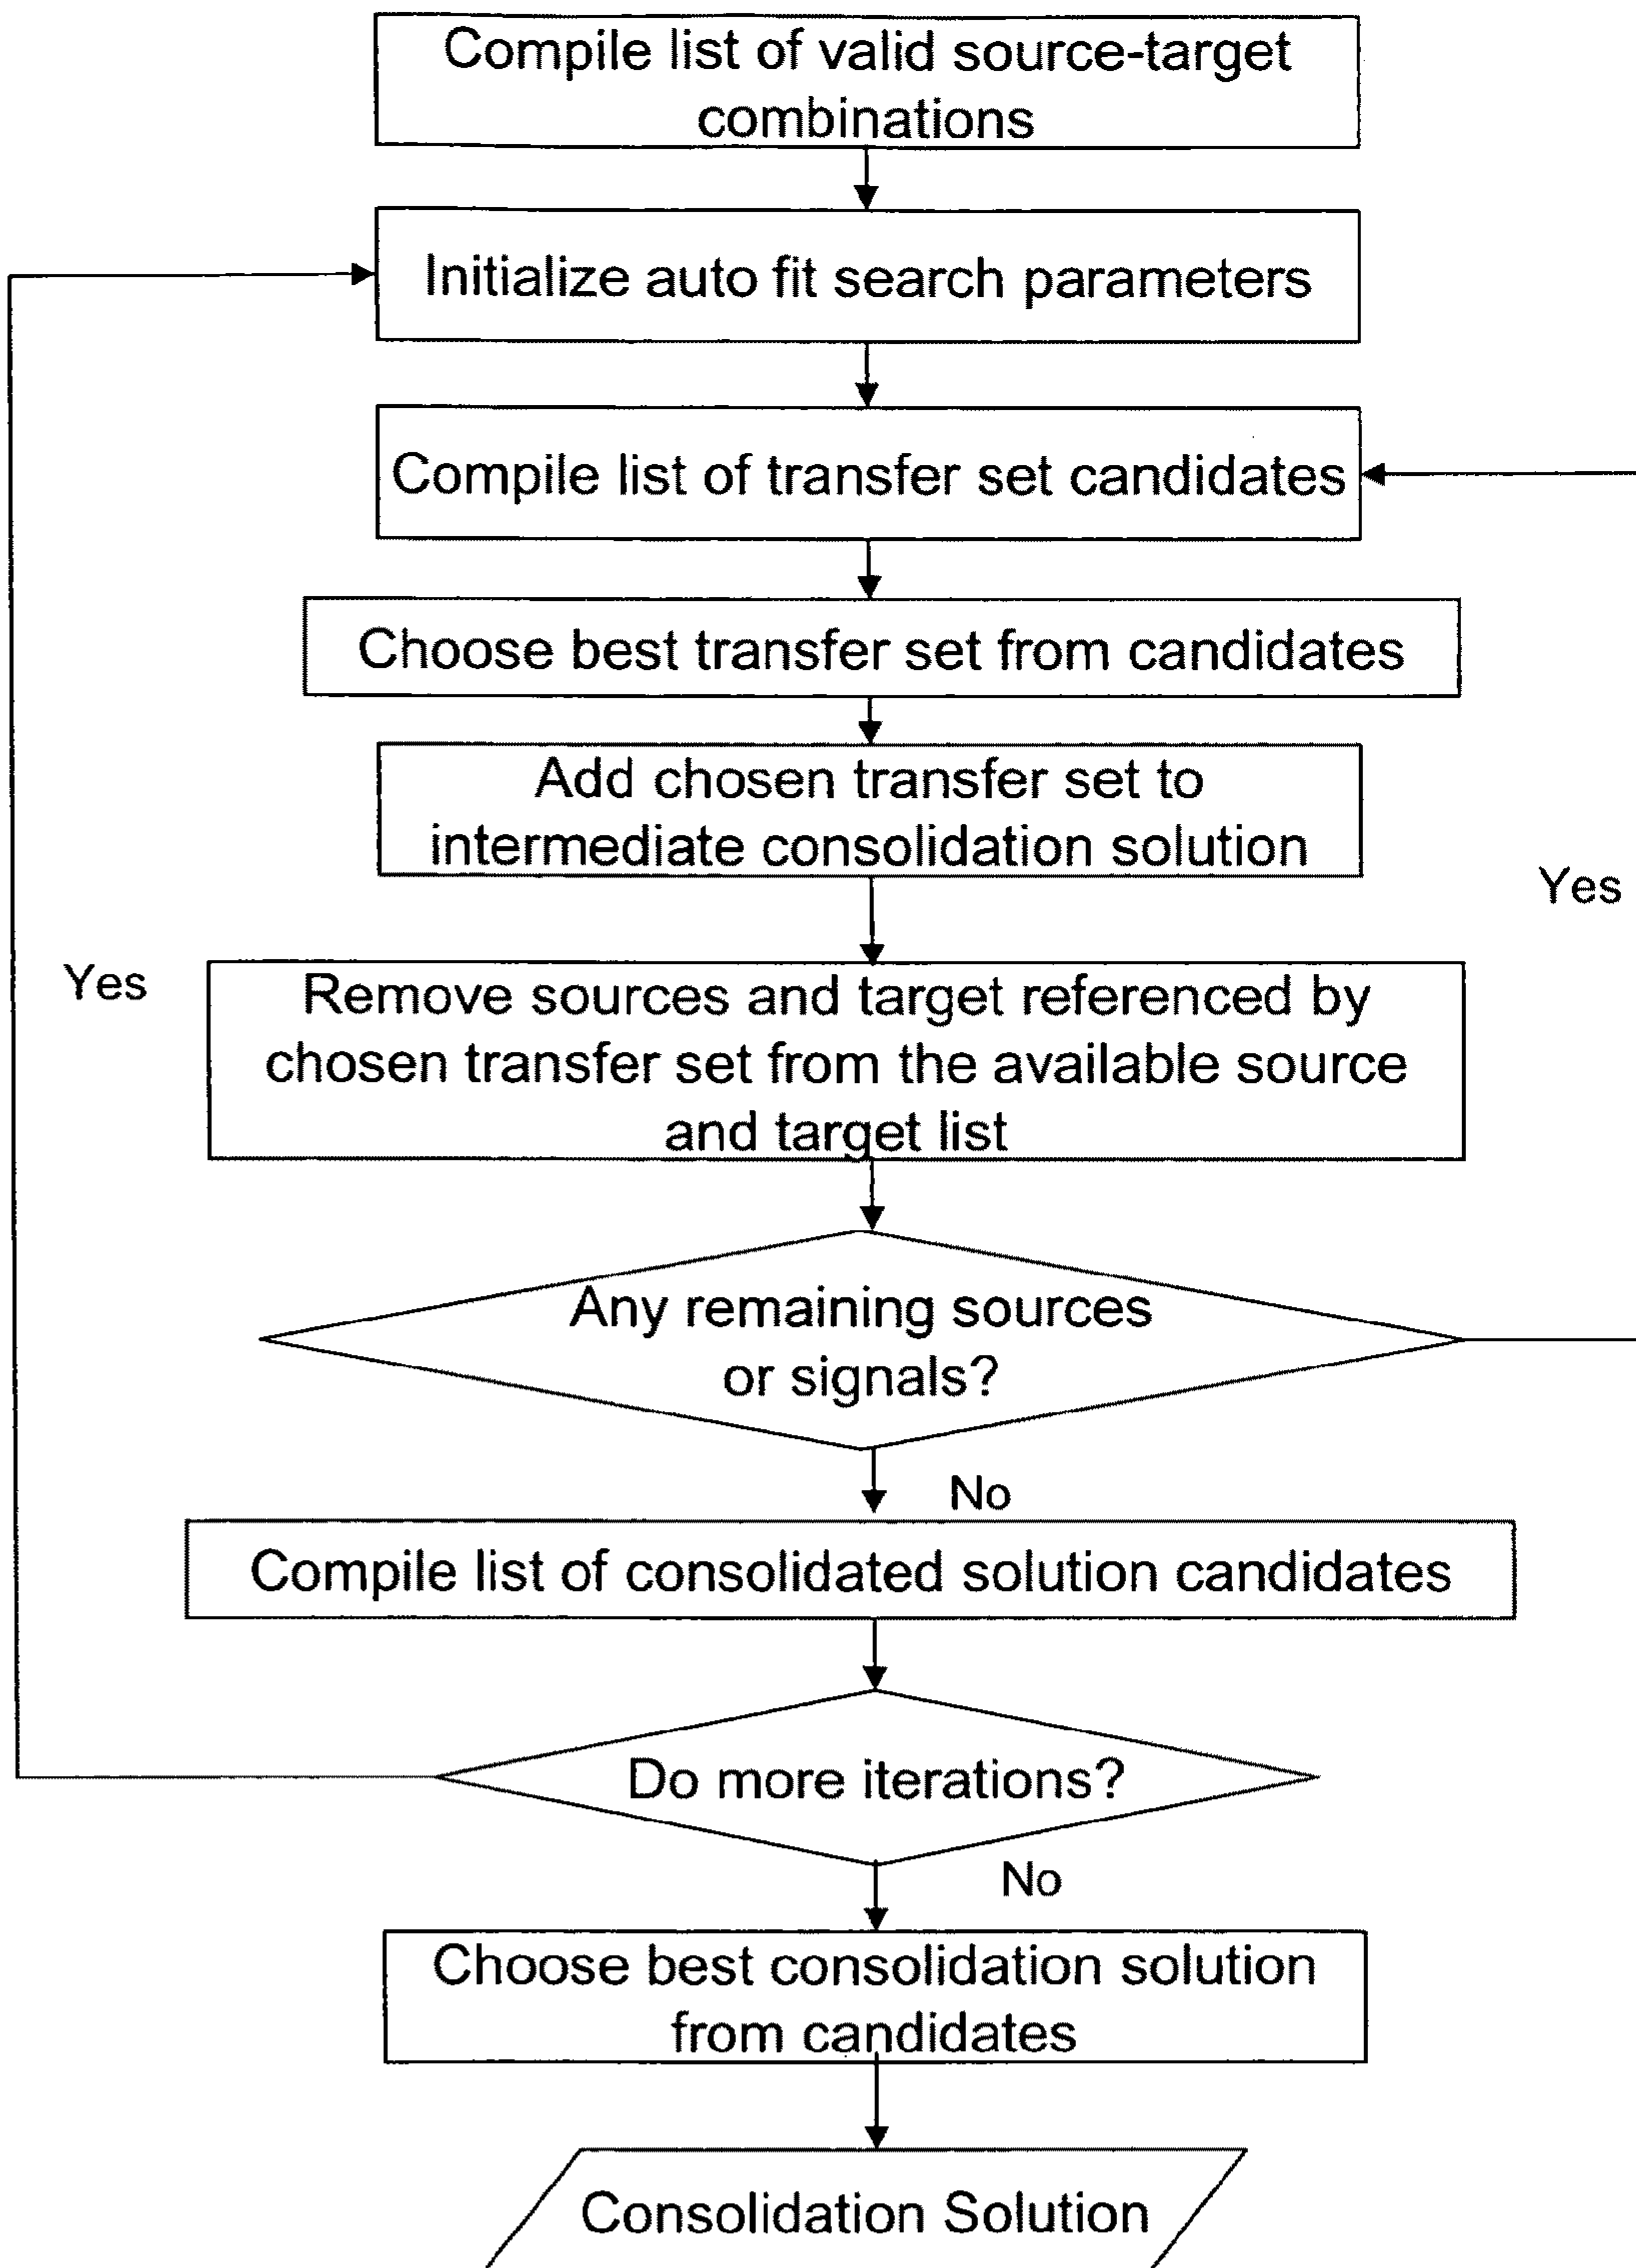 Compile list of valid source-target
combinations
Initialize auto fit search parameters
Compile list of transfer set candidates
Choose best transfer set from candidates
Add chosen transfer set to
intermediate consolidation solution
Yes
Yes
Remove sources and target referenced by
chosen transfer set from the available source
and target list
Any remaining sources
or signals?
No
Compile list of consolidated solution candidates
Do more iterations?
No
Choose best consolidation solution
from candidates
Consolidation Solution